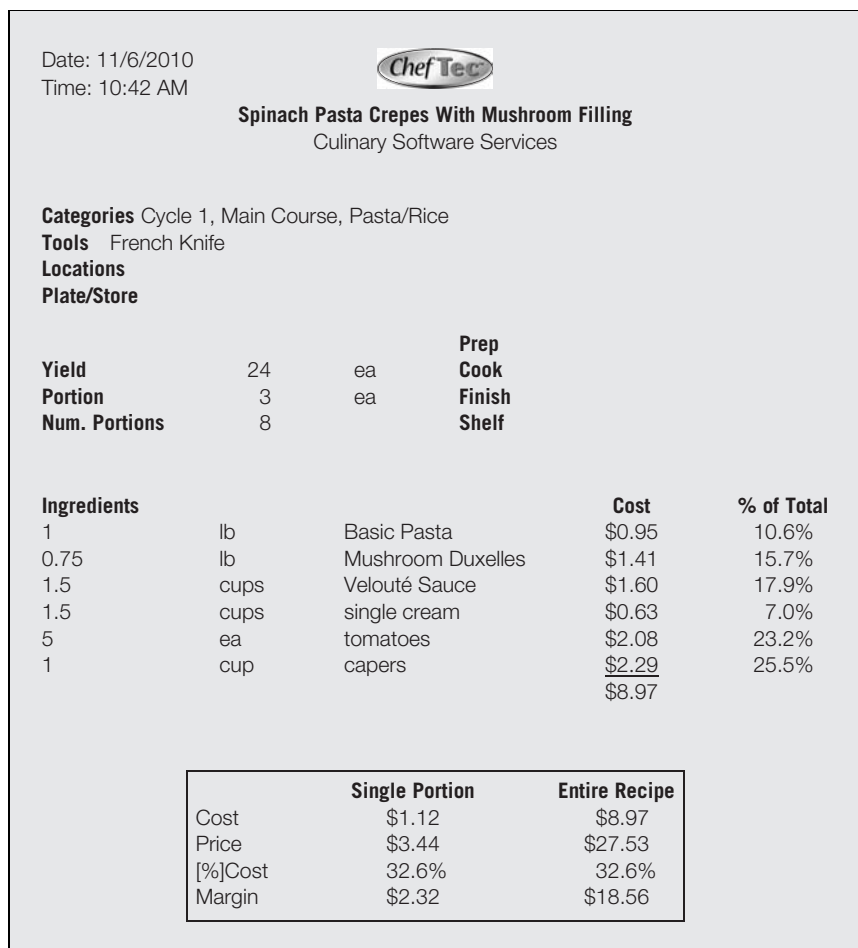 Date: 11/6/2010
Time: 10:42 AM
Chef Tec
Spinach Pasta Crepes With Mushroom Filling
Culinary Software Services
Categories Cycle 1, Main Course, Pasta/Rice
Tools French Knife
Locations
Plate/Store
Prep
Yield 24 ea Cook
Portion 3 ea Finish
Num. Portions 8 Shelf
Ingredients Cost % of Total
1 lb Basic Pasta $0.95 10.6%
0.75 lb Mushroom Duxelles $1.41 15.7%
1.5 cups Velouté Sauce $1.60 17.9%
1.5 cups single cream $0.63 7.0%
5 ea tomatoes $2.08 23.2%
1 cup capers $2.29 25.5%
$8.97
Single Portion Entire Recipe
Cost $1.12 $8.97
Price $3.44 $27.53
[%]Cost 32.6% 32.6%
Margin $2.32 $18.56